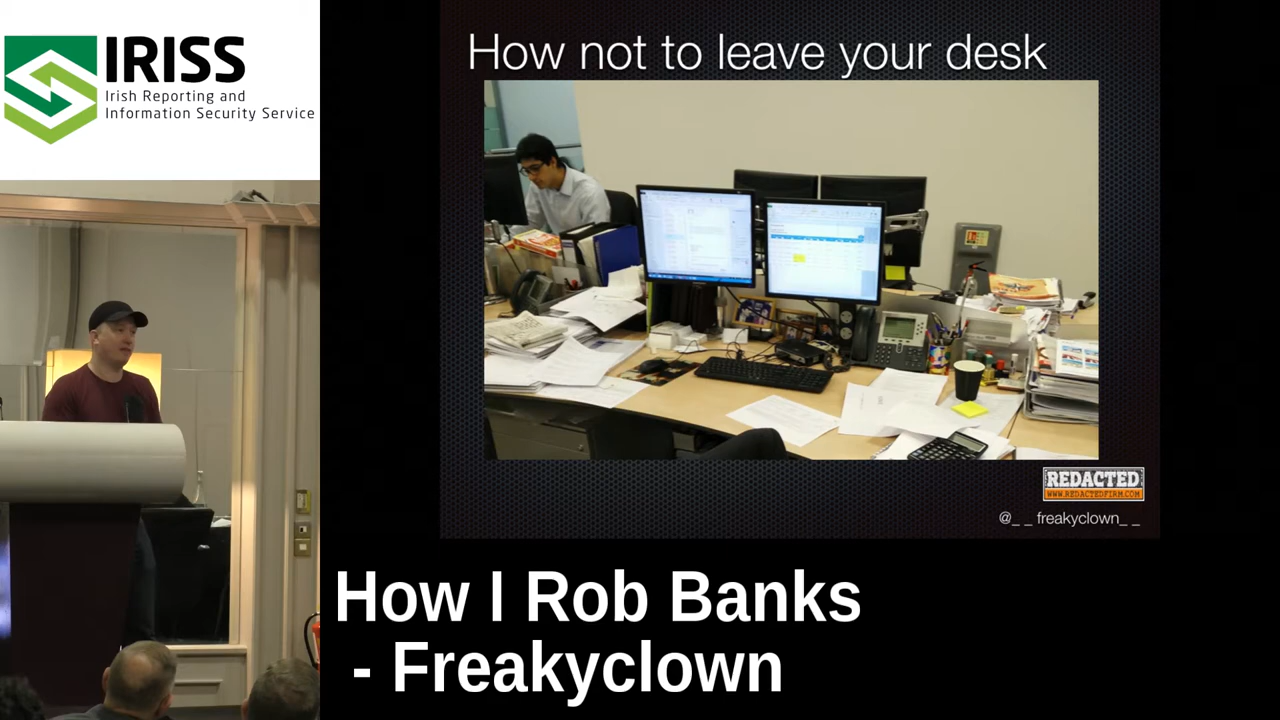 IRISS
Irish Reporting and
Information Security Service
How not to leave your desk
REDACTED
WWW.REDACTEDFIRM.COM
@_ _ freakyclown_ _
How I Rob Banks
- Freakyclown